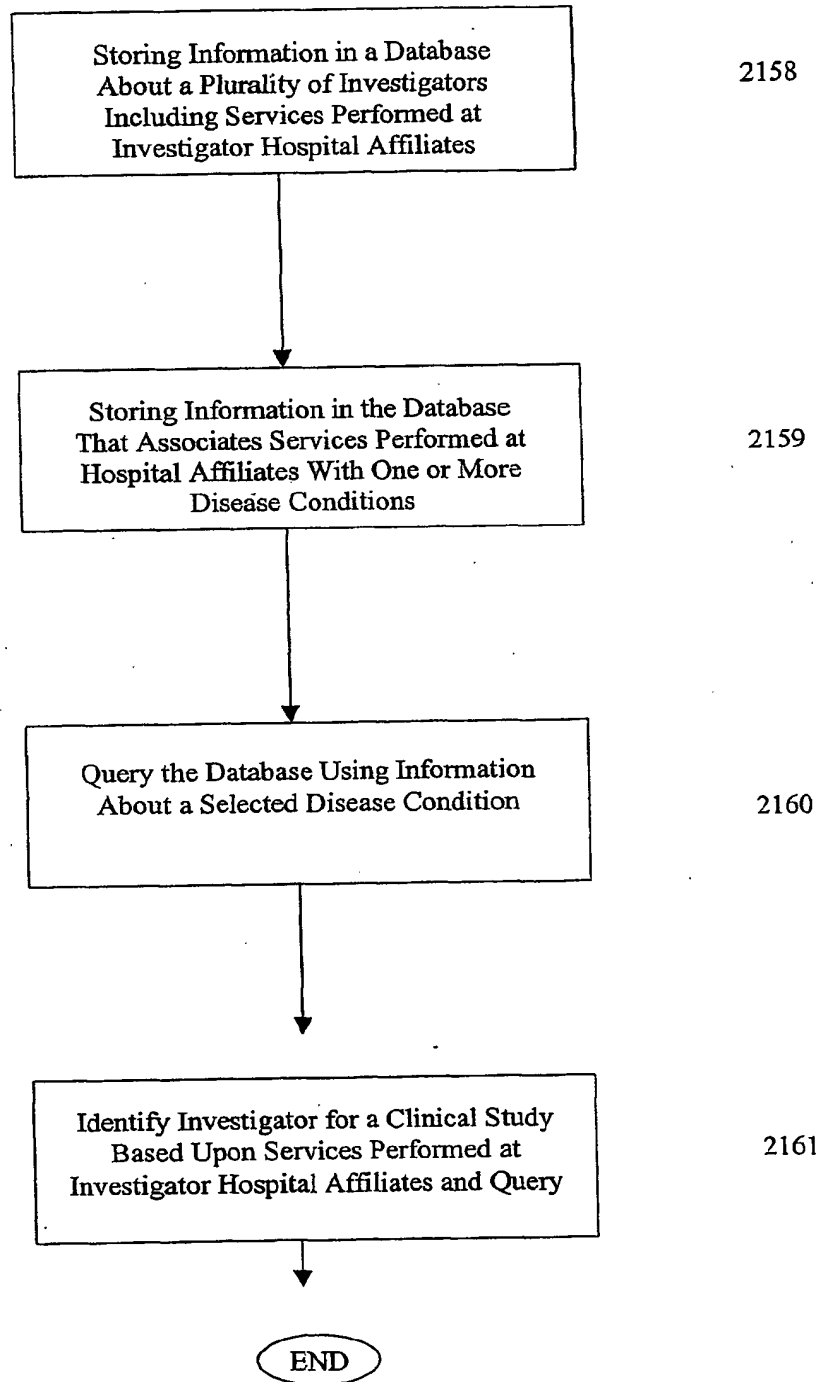 Storing Information in a Database
About a Plurality of Investigators
Including Services Performed at
Investigator Hospital Affiliates
2158
Storing Information in the Database
That Associates Services Performed at
Hospital Affiliates With One or More
Disease Conditions
2159
Query the Database Using Information
About a Selected Disease Condition
2160
Identify Investigator for a Clinical Study
Based Upon Services Performed at
Investigator Hospital Affiliates and Query
2161
END